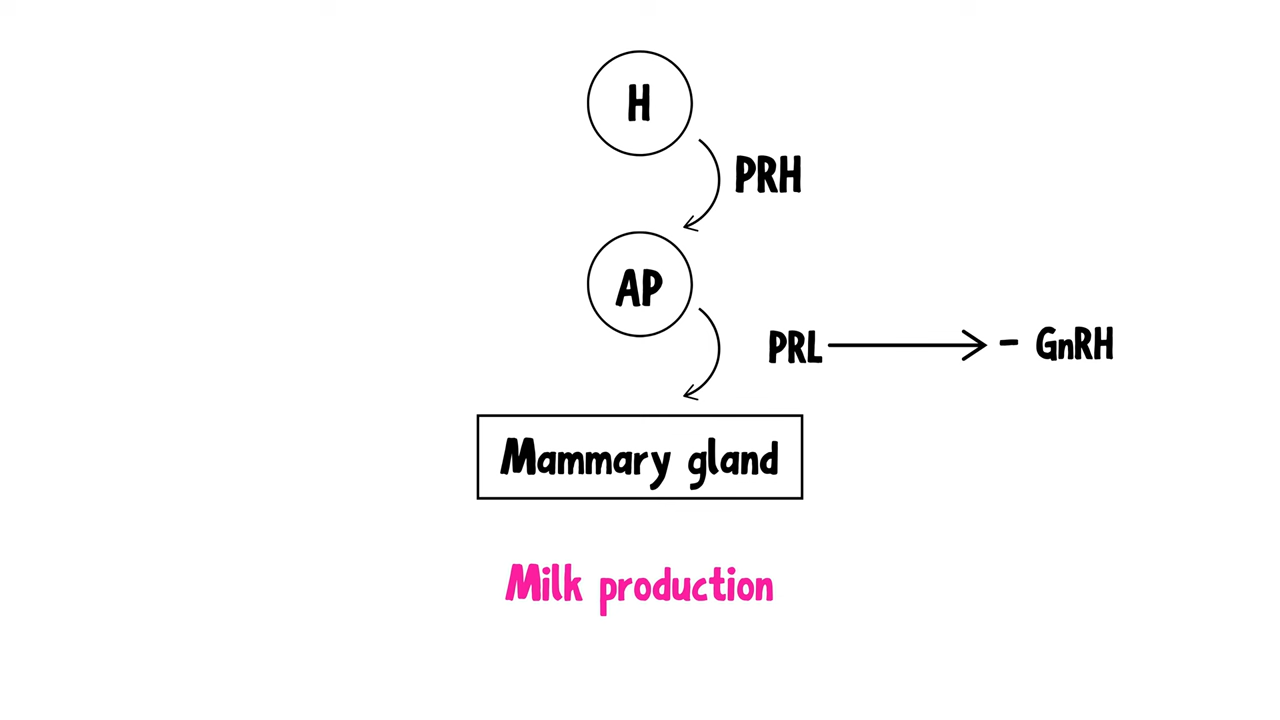 H
PRH
AP
PRL - GnRH
Mammary gland
Milk production